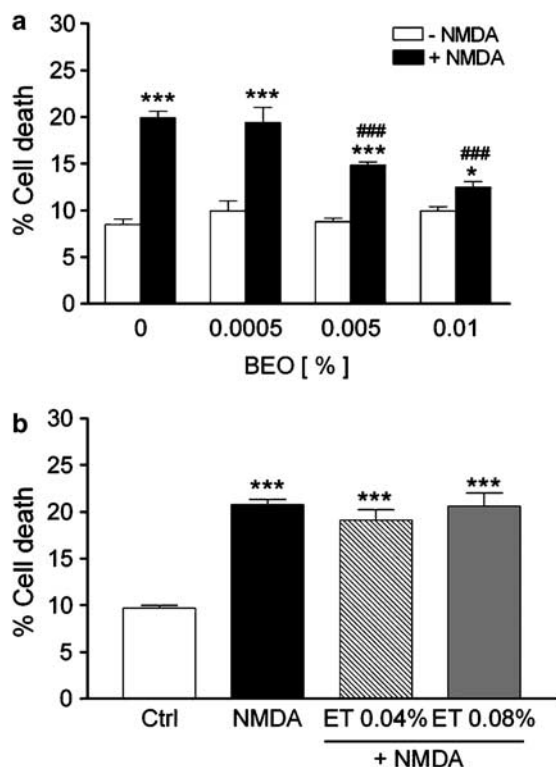 a
30
- NMDA
+ NMDA
25
20
15
10
5
0
% Cell death
***
***
###
***
###
*
0 0.0005 0.005 0.01
BEO [ % ]
b
30
25
20
15
10
5
0
% Cell death
***
***
***
Ctrl NMDA ET 0.04% ET 0.08%
+ NMDA